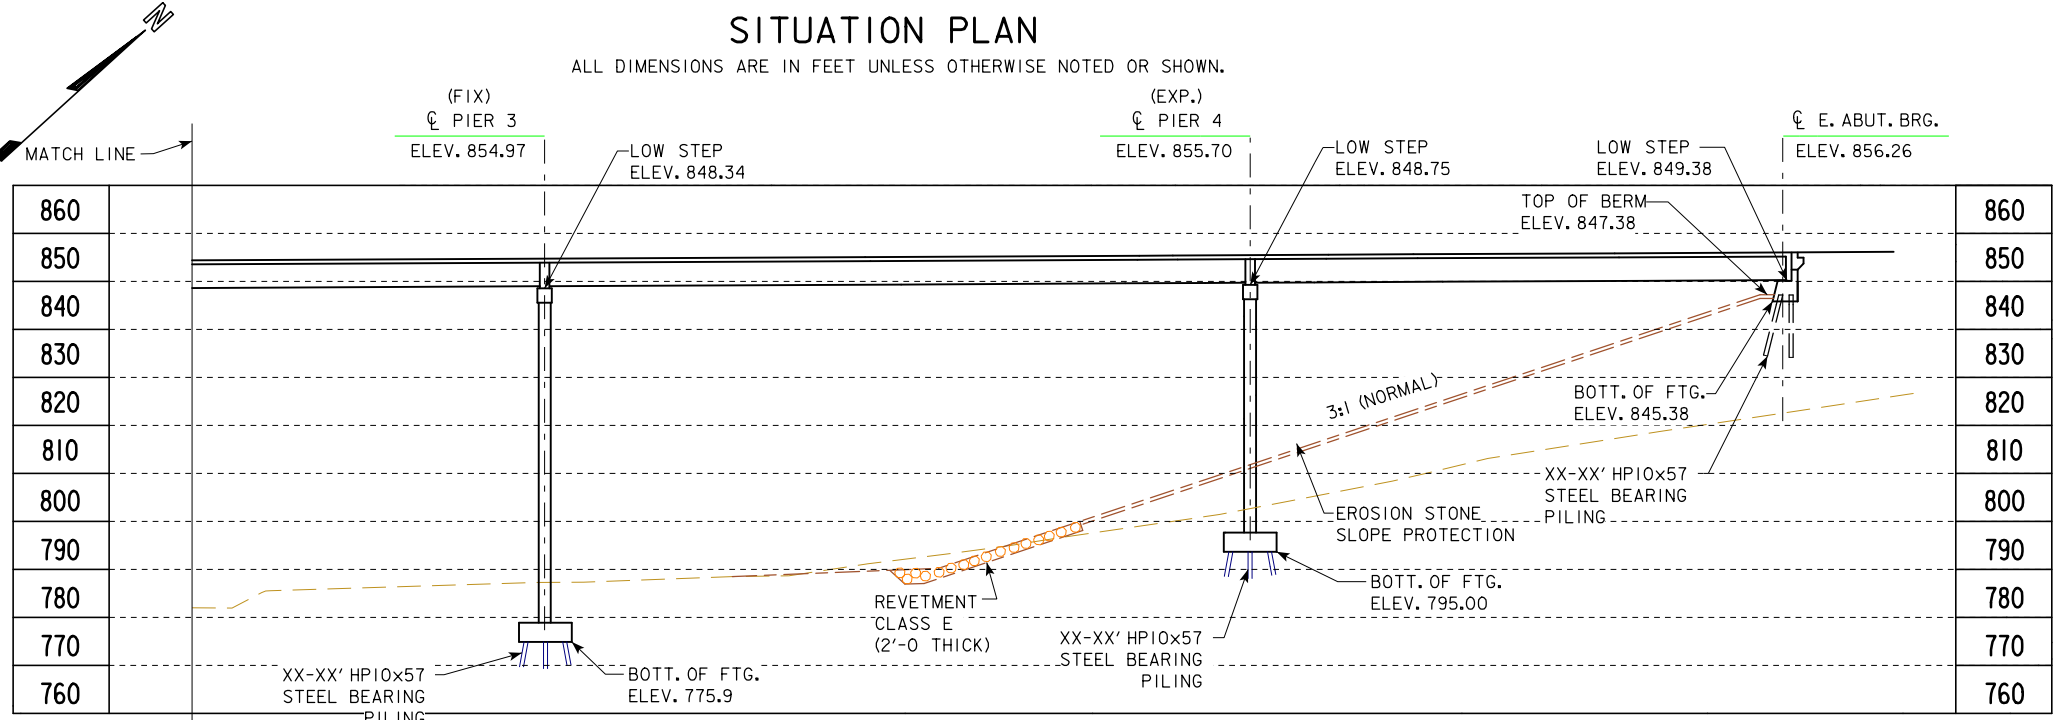 N
SITUATION PLAN
ALL DIMENSIONS ARE IN FEET UNLESS OTHERWISE NOTED OR SHOWN.
MATCH LINE
(FIX)
℄ PIER 3
ELEV. 854.97
LOW STEP
ELEV. 848.34
(EXP.)
℄ PIER 4
ELEV. 855.70
LOW STEP
ELEV. 848.75
LOW STEP
ELEV. 849.38
℄ E. ABUT. BRG.
ELEV. 856.26
TOP OF BERM
ELEV. 847.38
860 860
850 850
840 840
830 830
820 820
810 810
800 800
790 790
780 780
770 770
760 760
3:1 (NORMAL)
BOTT. OF FTG.
ELEV. 845.38
XX-XX' HP10x57
STEEL BEARING
PILING
EROSION STONE
SLOPE PROTECTION
BOTT. OF FTG.
ELEV. 795.00
REVETMENT
CLASS E
(2'-0 THICK)
XX-XX' HP10x57
STEEL BEARING
PILING
XX-XX' HP10x57
STEEL BEARING
PILING
BOTT. OF FTG.
ELEV. 775.9